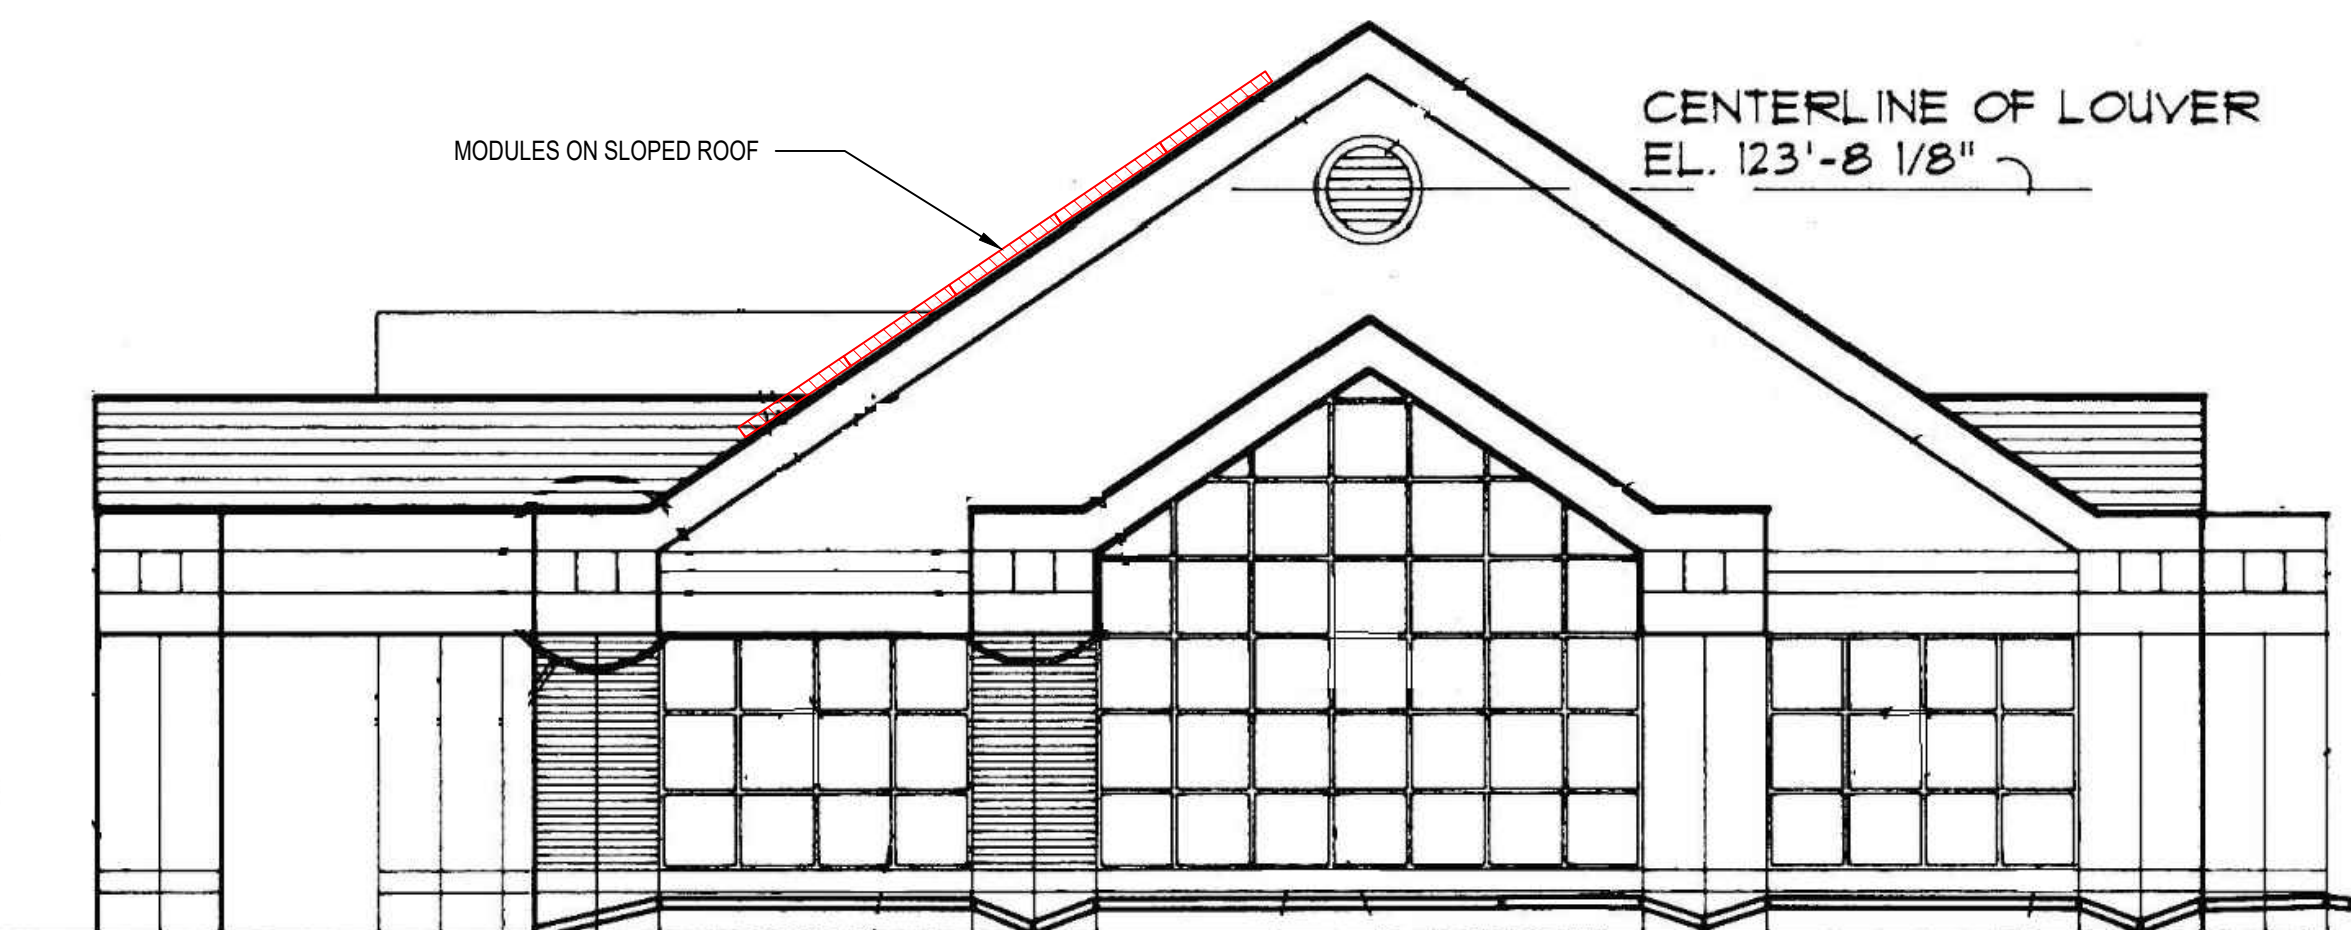 MODULES ON SLOPED ROOF
CENTERLINE OF LOUVER
EL. 123'-8 1/8"